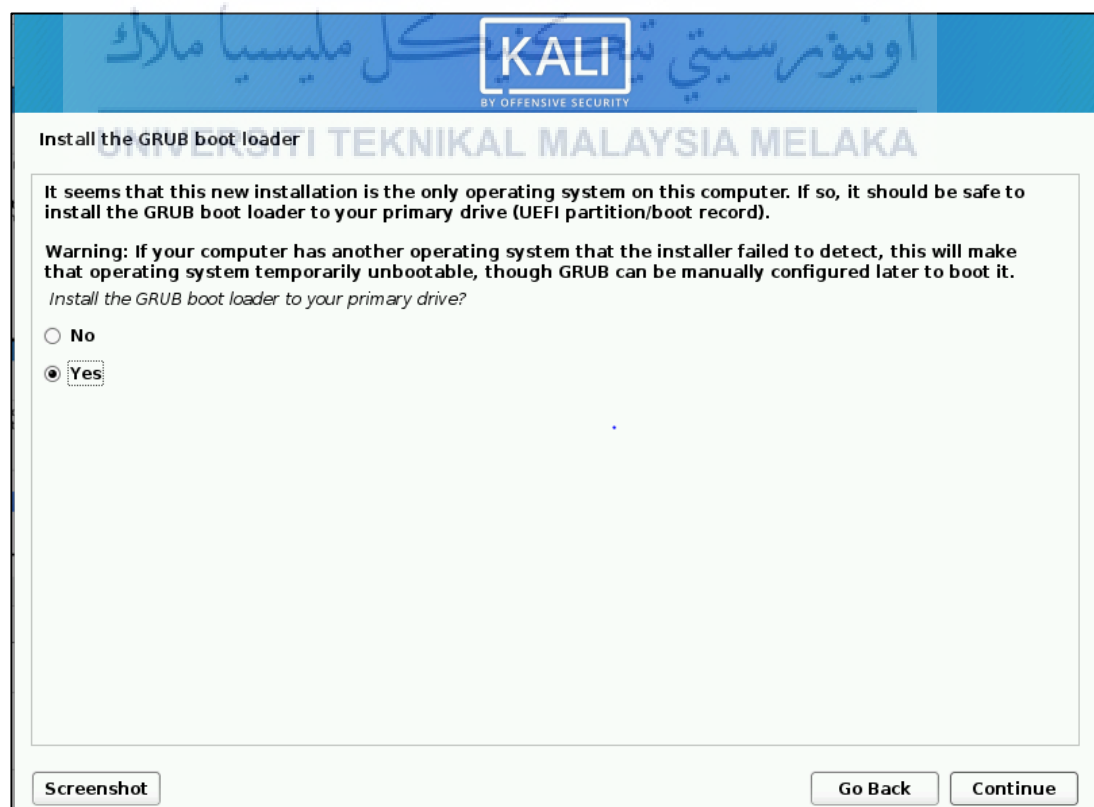 اونيۏرسيتي تيكنيكل مليسيا ملاك
KALI
BY OFFENSIVE SECURITY
UNIVERSITI TEKNIKAL MALAYSIA MELAKA
Install the GRUB boot loader
It seems that this new installation is the only operating system on this computer. If so, it should be safe to
install the GRUB boot loader to your primary drive (UEFI partition/boot record).
Warning: If your computer has another operating system that the installer failed to detect, this will make
that operating system temporarily unbootable, though GRUB can be manually configured later to boot it.
Install the GRUB boot loader to your primary drive?
No
Yes
Screenshot
Go Back
Continue